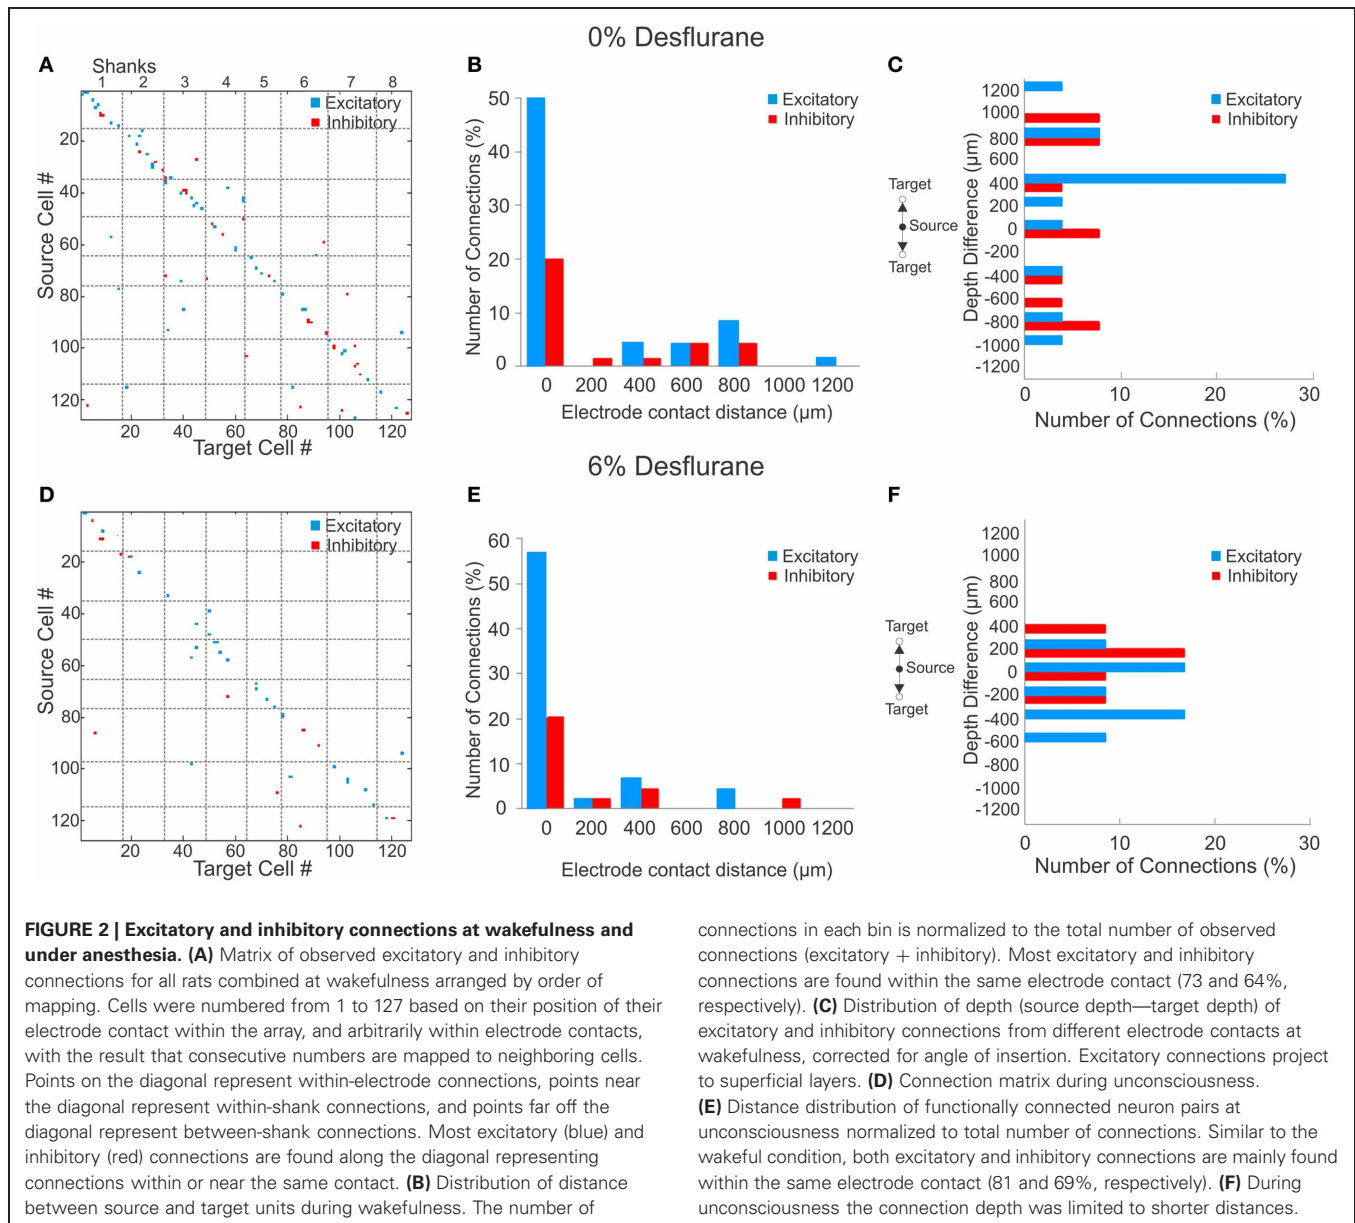 0% Desflurane
A
Shanks
1 2 3 4 5 6 7 8
Excitatory
Inhibitory
20
40
60
80
100
120
Source Cell #
20 40 60 80 100 120
Target Cell #
B
Excitatory
Inhibitory
50
40
30
20
10
0
Number of Connections (%)
0 200 400 600 800 1000 1200
Electrode contact distance (µm)
C
Excitatory
Inhibitory
Target
Source
Target
Depth Difference (µm)
1200
1000
800
600
400
200
0
-200
-400
-600
-800
-1000
-1200
0 10 20 30
Number of Connections (%)
6% Desflurane
D
Excitatory
Inhibitory
20
40
60
80
100
120
Source Cell #
20 40 60 80 100 120
Target Cell #
E
Excitatory
Inhibitory
60
50
40
30
20
10
0
Number of Connections (%)
0 200 400 600 800 1000 1200
Electrode contact distance (µm)
F
Excitatory
Inhibitory
Target
Source
Target
Depth Difference (µm)
1200
1000
800
600
400
200
0
-200
-400
-600
-800
-1000
-1200
0 10 20 30
Number of Connections (%)
FIGURE 2 | Excitatory and inhibitory connections at wakefulness and
under anesthesia. (A) Matrix of observed excitatory and inhibitory
connections for all rats combined at wakefulness arranged by order of
mapping. Cells were numbered from 1 to 127 based on their position of their
electrode contact within the array, and arbitrarily within electrode contacts,
with the result that consecutive numbers are mapped to neighboring cells.
Points on the diagonal represent within-electrode connections, points near
the diagonal represent within-shank connections, and points far off the
diagonal represent between-shank connections. Most excitatory (blue) and
inhibitory (red) connections are found along the diagonal representing
connections within or near the same contact. (B) Distribution of distance
between source and target units during wakefulness. The number of
connections in each bin is normalized to the total number of observed
connections (excitatory + inhibitory). Most excitatory and inhibitory
connections are found within the same electrode contact (73 and 64%,
respectively). (C) Distribution of depth (source depth—target depth) of
excitatory and inhibitory connections from different electrode contacts at
wakefulness, corrected for angle of insertion. Excitatory connections project
to superficial layers. (D) Connection matrix during unconsciousness.
(E) Distance distribution of functionally connected neuron pairs at
unconsciousness normalized to total number of connections. Similar to the
wakeful condition, both excitatory and inhibitory connections are mainly found
within the same electrode contact (81 and 69%, respectively). (F) During
unconsciousness the connection depth was limited to shorter distances.